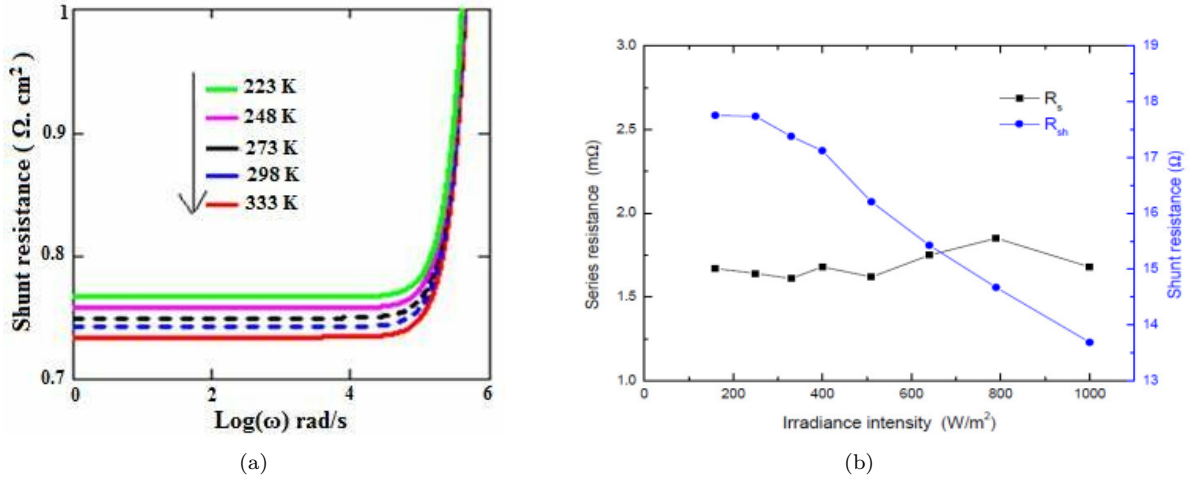 1
0.9
0.8
0.7
0
2
4
6
Shunt resistance ( Ω. cm²)
Log(ω) rad/s
223 K
248 K
273 K
298 K
333 K
(a)
3.0
2.5
2.0
1.5
1.0
0
200
400
600
800
1000
Series resistance (mΩ)
Irradiance intensity (W/m²)
R_s
R_sh
19
18
17
16
15
14
13
Shunt resistance (Ω)
(b)